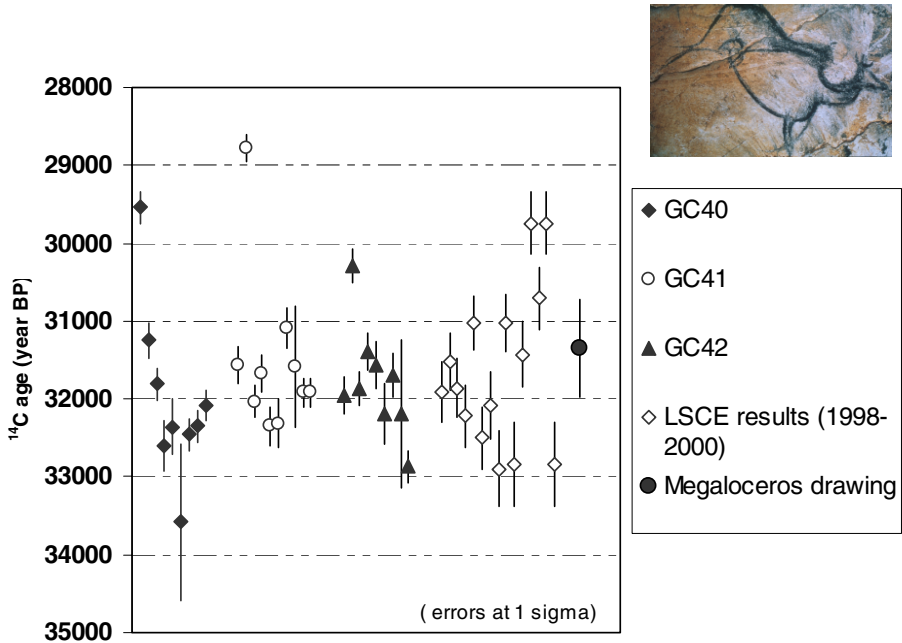 28000
29000
30000
31000
32000
33000
34000
35000
¹⁴C age (year BP)
( errors at 1 sigma)
GC40
GC41
GC42
LSCE results (1998-
2000)
Megaloceros drawing